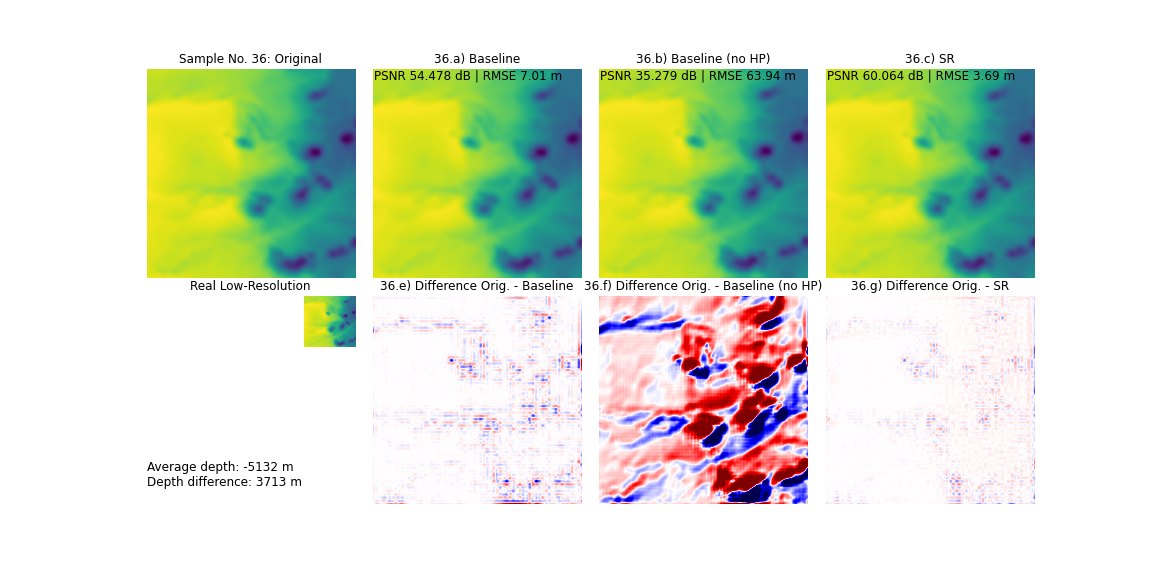 Sample No. 36: Original
36.a) Baseline
36.b) Baseline (no HP)
36.c) SR
PSNR 54.478 dB | RMSE 7.01 m
PSNR 35.279 dB | RMSE 63.94 m
PSNR 60.064 dB | RMSE 3.69 m
Real Low-Resolution
36.e) Difference Orig. - Baseline
36.f) Difference Orig. - Baseline (no HP)
36.g) Difference Orig. - SR
Average depth: -5132 m
Depth difference: 3713 m